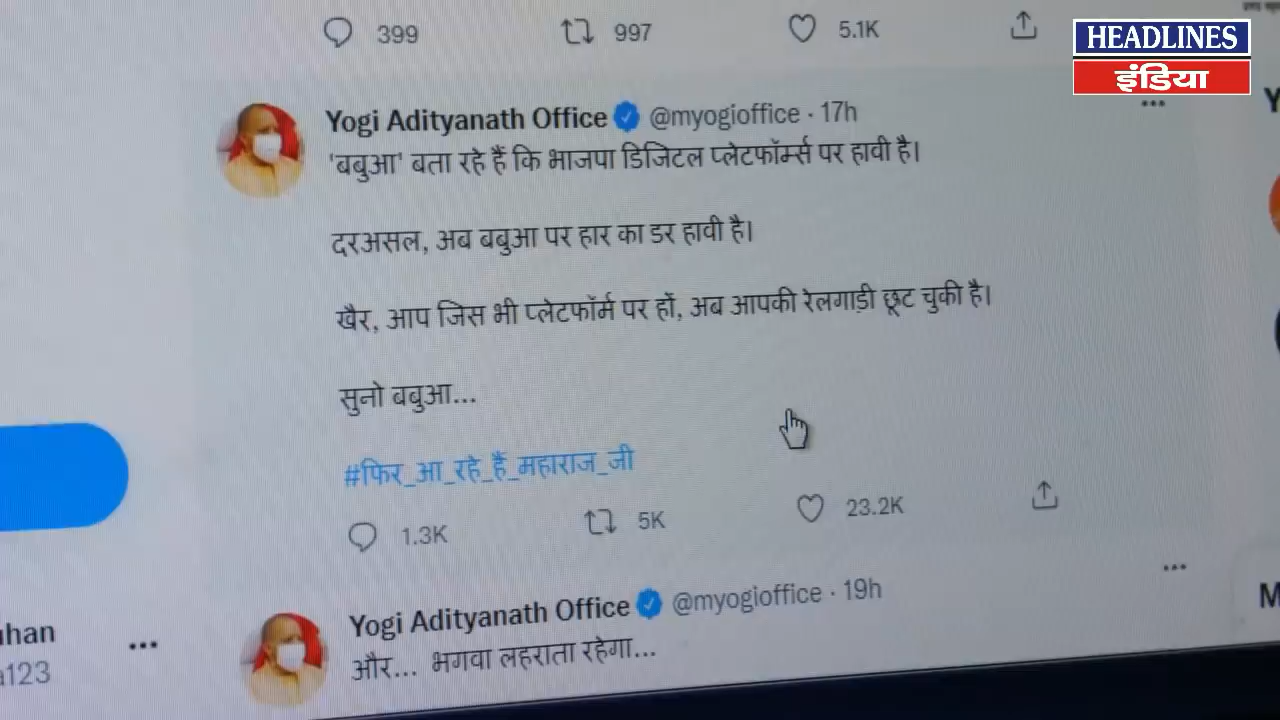 399 997 5.1K
HEADLINES
इंडिया
Yogi Adityanath Office @myogioffice · 17h
'बबुआ' बता रहे हैं कि भाजपा डिजिटल प्लेटफॉर्म्स पर हावी है।
दरअसल, अब बबुआ पर हार का डर हावी है।
खैर, आप जिस भी प्लेटफॉर्म पर हों, अब आपकी रेलगाड़ी छूट चुकी है।
सुनो बबुआ...
#फिर_आ_रहे_हैं_महाराज_जी
1.3K 5K 23.2K
Yogi Adityanath Office @myogioffice · 19h
और... भगवा लहराता रहेगा...
han
a123